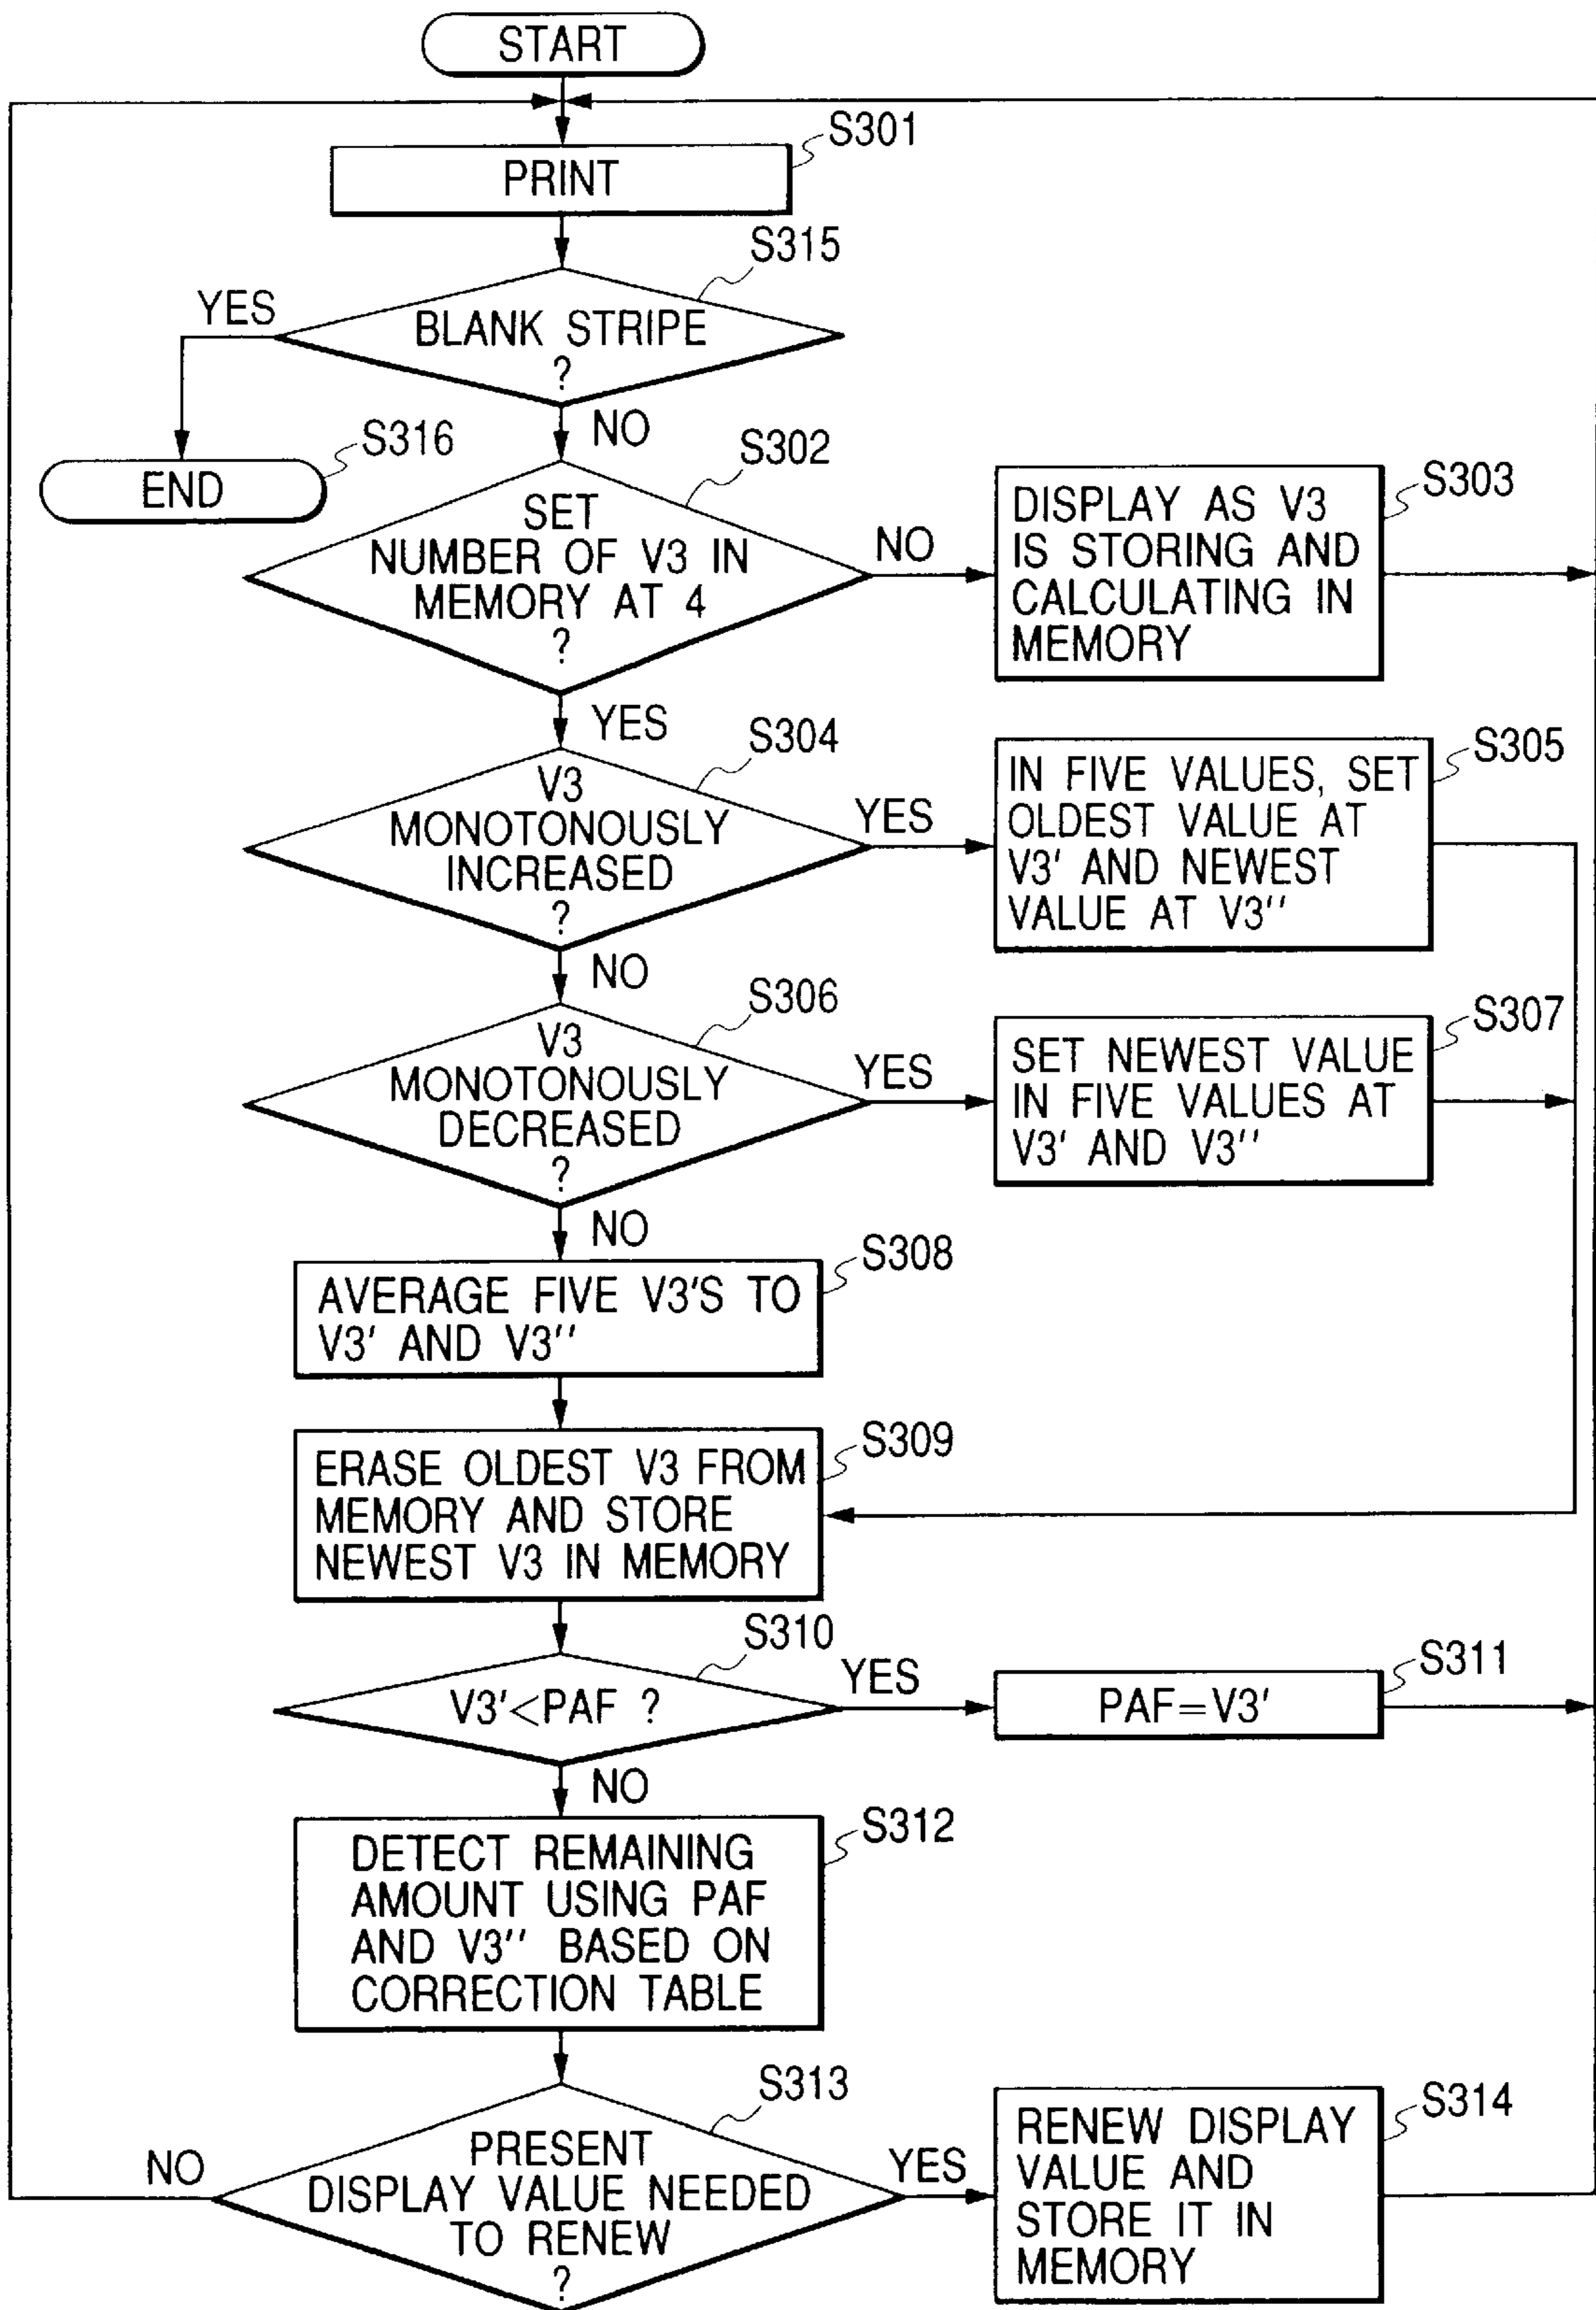 START
S301
PRINT
S315
YES
BLANK STRIPE
?
NO
S316
END
S302
SET
NUMBER OF V3 IN
MEMORY AT 4
?
NO
S303
DISPLAY AS V3
IS STORING AND
CALCULATING IN
MEMORY
YES
S304
V3
MONOTONOUSLY
INCREASED
?
YES
S305
IN FIVE VALUES, SET
OLDEST VALUE AT
V3' AND NEWEST
VALUE AT V3''
NO
S306
V3
MONOTONOUSLY
DECREASED
?
YES
S307
SET NEWEST VALUE
IN FIVE VALUES AT
V3' AND V3''
NO
S308
AVERAGE FIVE V3'S TO
V3' AND V3''
S309
ERASE OLDEST V3 FROM
MEMORY AND STORE
NEWEST V3 IN MEMORY
S310
V3'<PAF ?
YES
S311
PAF=V3'
NO
S312
DETECT REMAINING
AMOUNT USING PAF
AND V3'' BASED ON
CORRECTION TABLE
S313
NO
PRESENT
DISPLAY VALUE NEEDED
TO RENEW
?
YES
S314
RENEW DISPLAY
VALUE AND
STORE IT IN
MEMORY